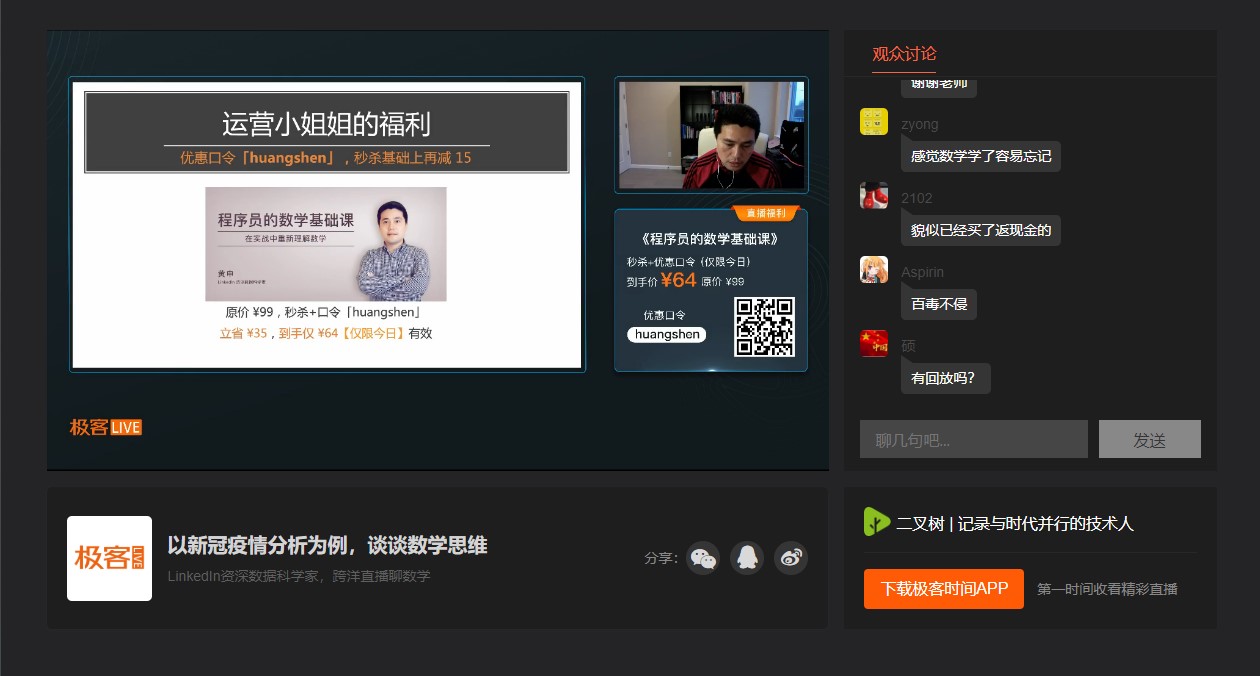 运营小姐姐的福利
优惠口令「huangshen」，秒杀基础上再减 15
程序员的数学基础课
在实战中重新理解数学
黄申
LinkedIn 资深数据科学家
原价 ¥99，秒杀+口令「huangshen」
立省 ¥35，到手仅 ¥64【仅限今日】有效
直播福利
《程序员的数学基础课》
秒杀+优惠口令（仅限今日）
到手价 ¥64 原价 ¥99
优惠口令
huangshen
极客LIVE
观众讨论
谢谢老师
zyong
感觉数学学了容易忘记
2102
貌似已经买了返现金的
Aspirin
百毒不侵
硕
中国
有回放吗？
聊几句吧...
发送
极客LIVE
以新冠疫情分析为例，谈谈数学思维
LinkedIn资深数据科学家，跨洋直播聊数学
分享：
二叉树 | 记录与时代并行的技术人
下载极客时间APP
第一时间收看精彩直播